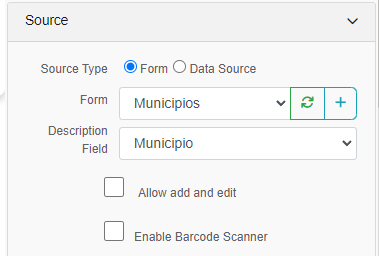 Source
Source Type Form Data Source
Form Municipios
Description
Field Municipio
Allow add and edit
Enable Barcode Scanner